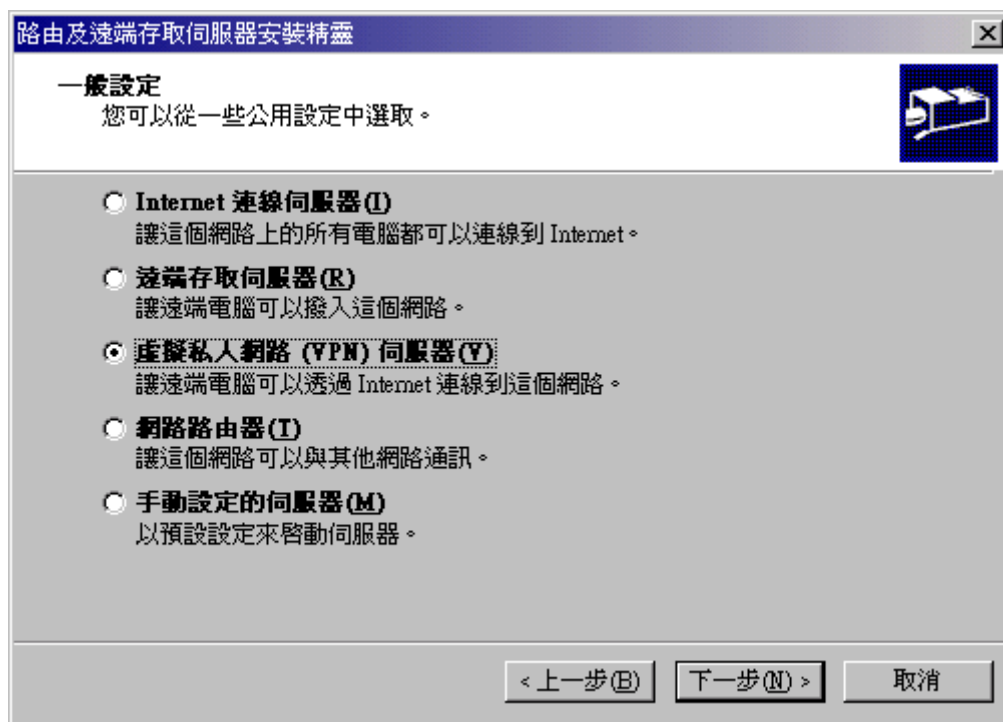 路由及遠端存取伺服器安裝精靈
一般設定
您可以從一些公用設定中選取。
Internet 連線伺服器(I)
讓這個網路上的所有電腦都可以連線到 Internet。
遠端存取伺服器(R)
讓遠端電腦可以撥入這個網路。
虛擬私人網路 (VPN) 伺服器(V)
讓遠端電腦可以透過 Internet 連線到這個網路。
網路路由器(T)
讓這個網路可以與其他網路通訊。
手動設定的伺服器(M)
以預設設定來啓動伺服器。
< 上一步(B) 下一步(N) > 取消